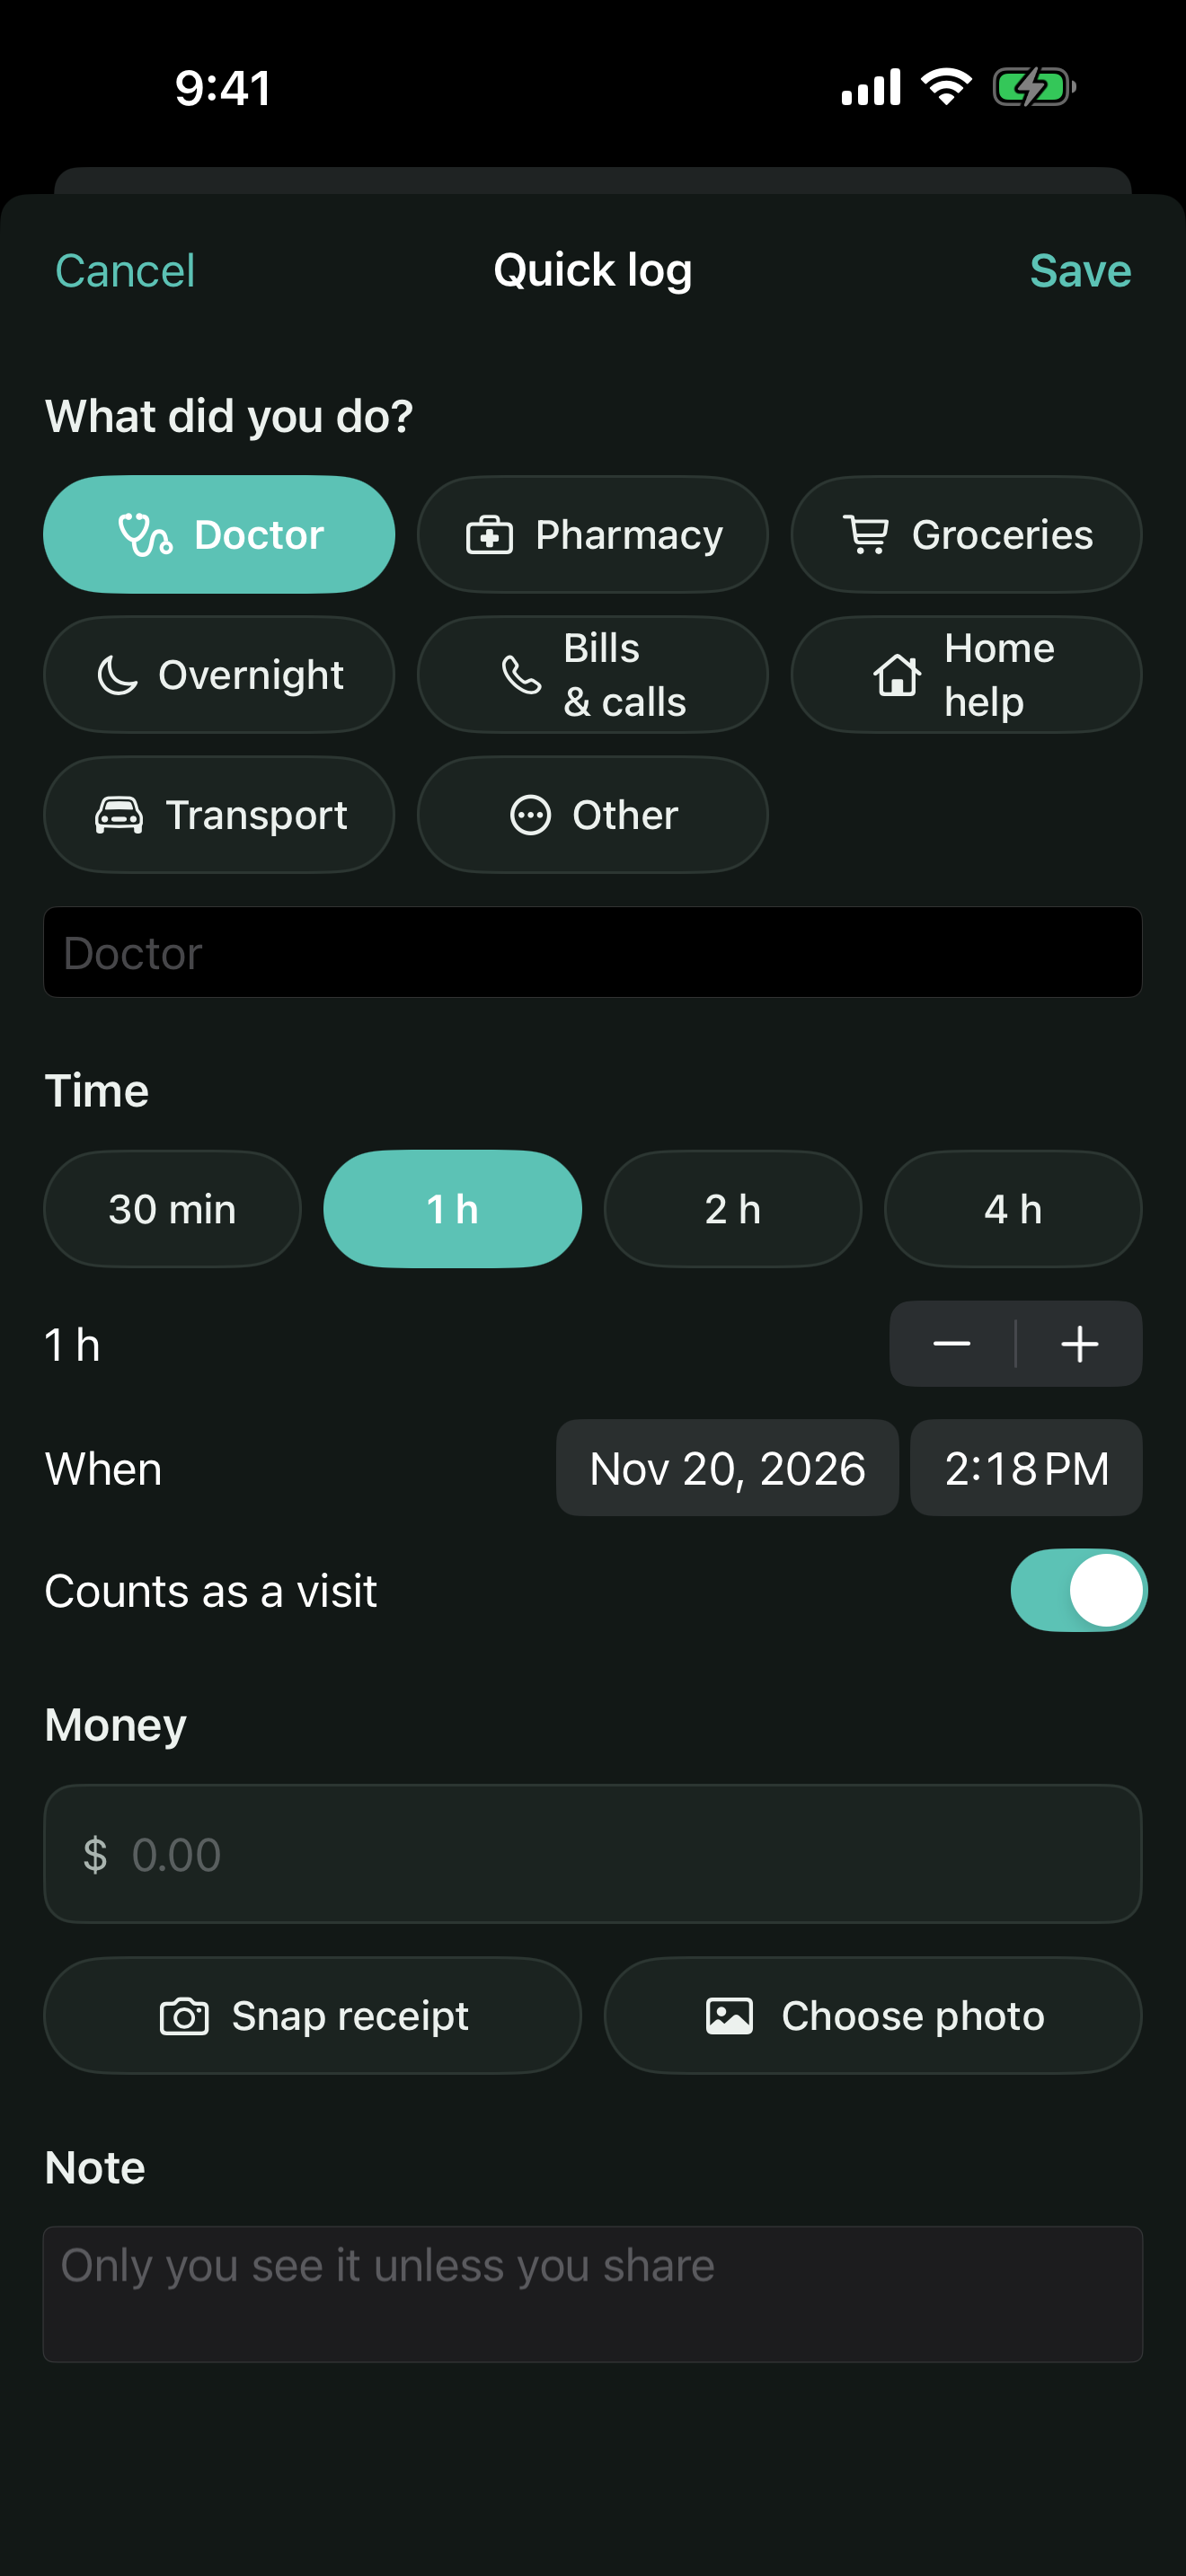 9:41
Cancel
Quick log
Save
What did you do?
Doctor
Pharmacy
Groceries
Overnight
Bills
& calls
Home
help
Transport
Other
Doctor
Time
30 min
1 h
2 h
4 h
1 h
When
Nov 20, 2026
2:18 PM
Counts as a visit
Money
$ 0.00
Snap receipt
Choose photo
Note
Only you see it unless you share